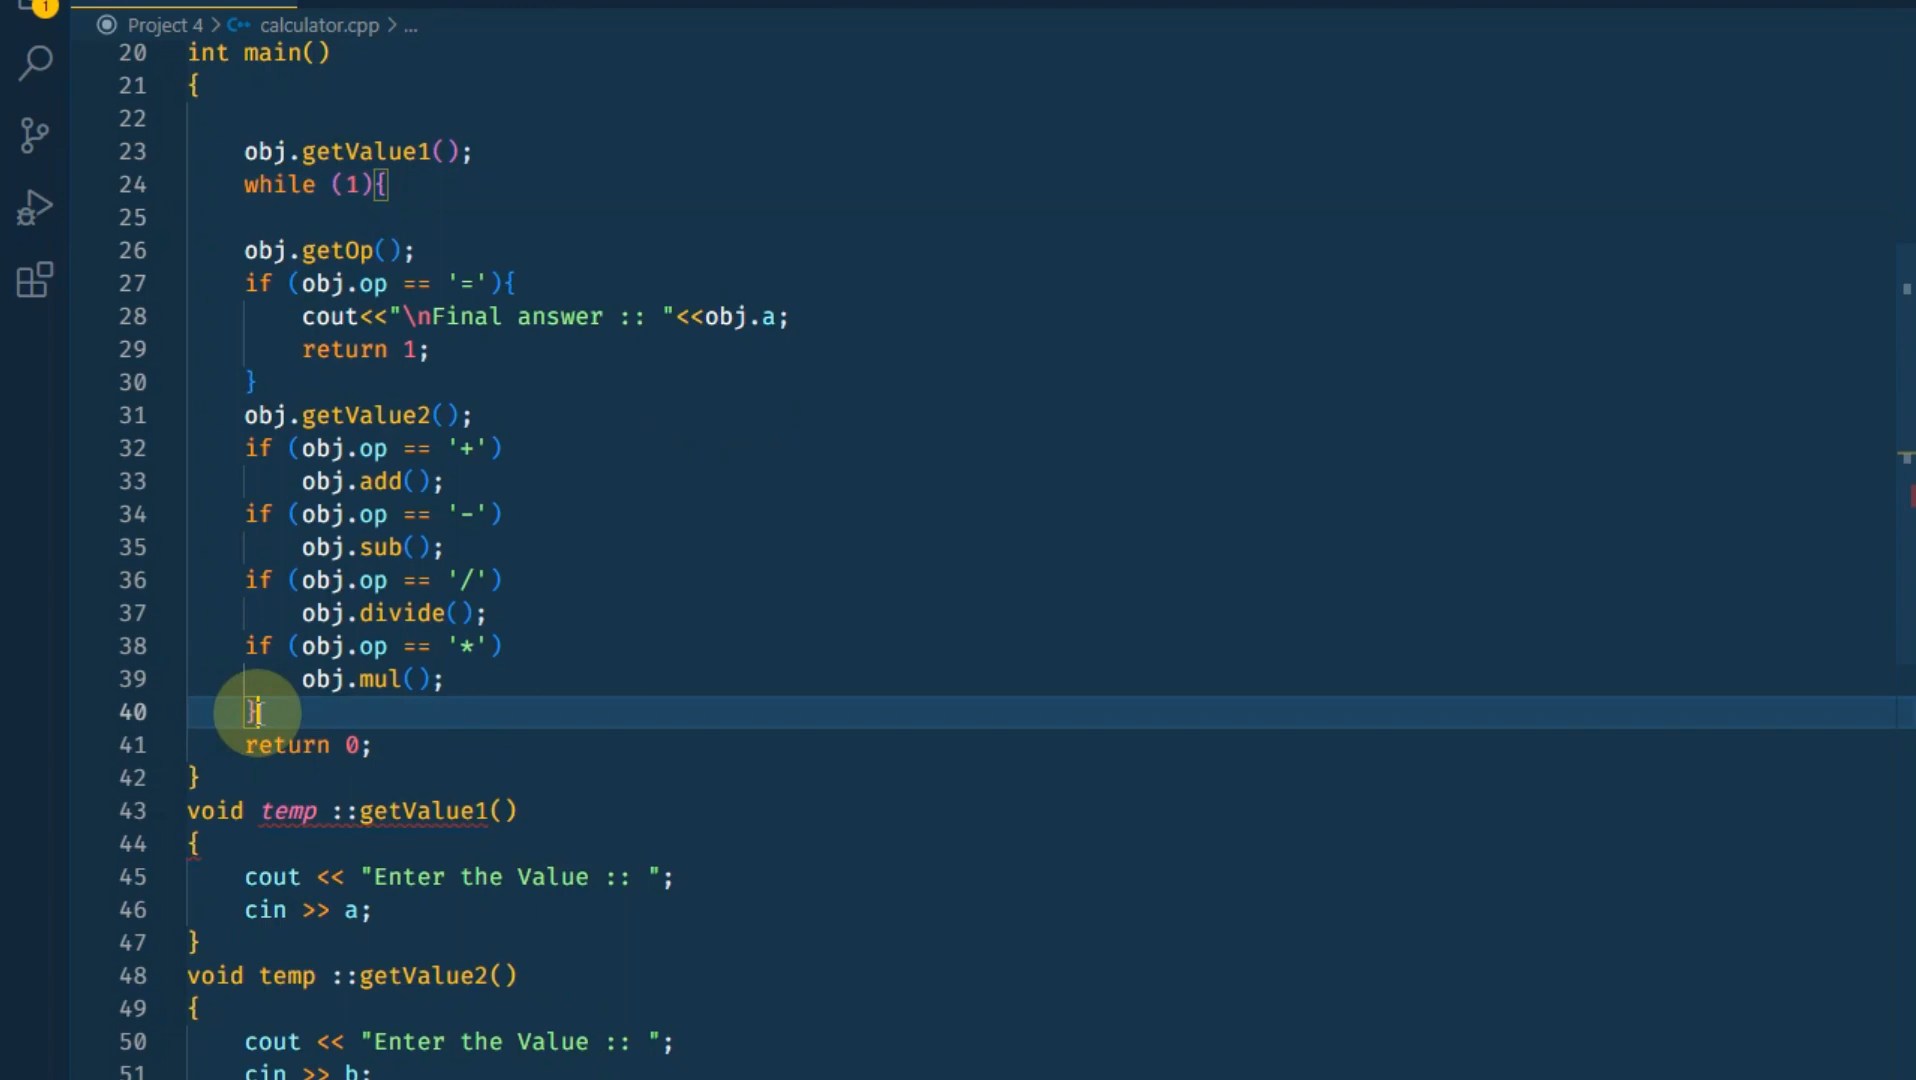 1
Project 4 > C++ calculator.cpp > ...
20 int main()
21 {
22
23 obj.getValue1();
24 while (1){
25
26 obj.getOp();
27 if (obj.op == '='){
28 cout<<"\nFinal answer :: "<<obj.a;
29 return 1;
30 }
31 obj.getValue2();
32 if (obj.op == '+')
33 obj.add();
34 if (obj.op == '-')
35 obj.sub();
36 if (obj.op == '/')
37 obj.divide();
38 if (obj.op == '*')
39 obj.mul();
40 }
41 return 0;
42 }
43 void temp ::getValue1()
44 {
45 cout << "Enter the Value :: ";
46 cin >> a;
47 }
48 void temp ::getValue2()
49 {
50 cout << "Enter the Value :: ";
51 cin >> b;